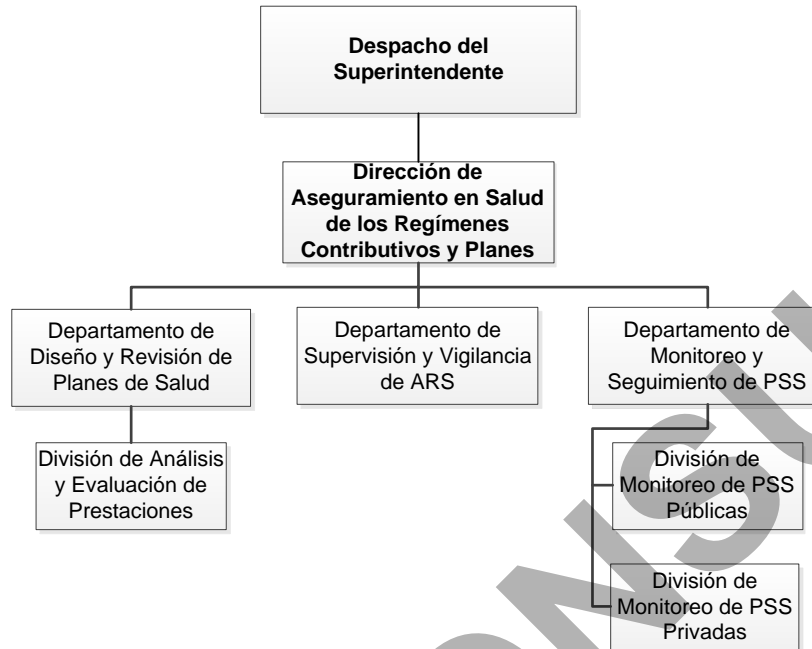 Despacho del
Superintendente
Dirección de
Aseguramiento en Salud
de los Regímenes
Contributivos y Planes
Departamento de
Diseño y Revisión de
Planes de Salud
Departamento de
Supervisión y Vigilancia
de ARS
Departamento de
Monitoreo y
Seguimiento de PSS
División de Análisis
y Evaluación de
Prestaciones
División de
Monitoreo de PSS
Públicas
División de
Monitoreo de PSS
Privadas